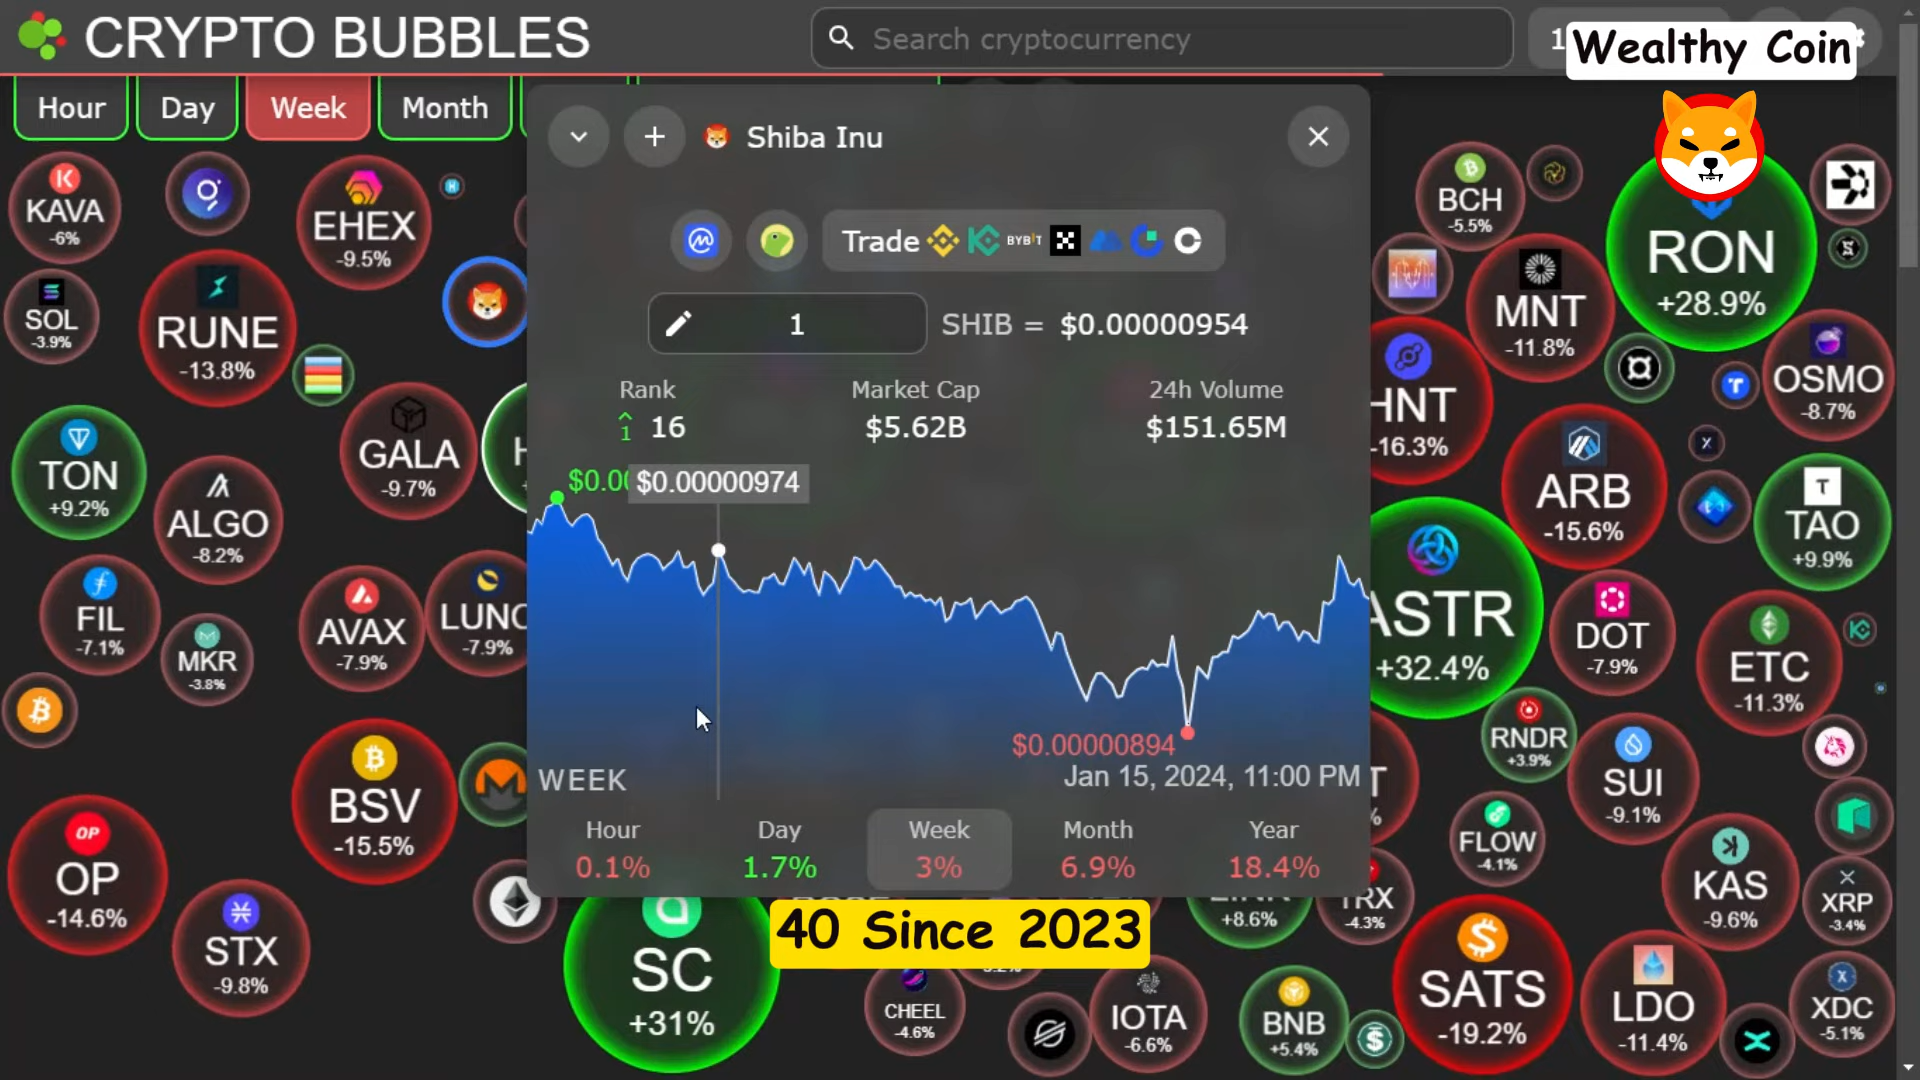 CRYPTO BUBBLES
Search cryptocurrency
Wealthy Coin
Hour
Day
Week
Month
Shiba Inu
Trade
BYBIT
1
SHIB = $0.00000954
Rank
Market Cap
24h Volume
1
16
$5.62B
$151.65M
$0.00000974
$0.00000894
WEEK
Jan 15, 2024, 11:00 PM
Hour
Day
Week
Month
Year
0.1%
1.7%
3%
6.9%
18.4%
40 Since 2023
KAVA
-6%
EHEX
-9.5%
SOL
-3.9%
RUNE
-13.8%
TON
+9.2%
GALA
-9.7%
ALGO
-8.2%
FIL
-7.1%
MKR
-3.8%
AVAX
-7.9%
LUNC
-7.9%
BSV
-15.5%
OP
OP
-14.6%
STX
-9.8%
SC
+31%
CHEEL
-4.6%
IOTA
-6.6%
BNB
+5.4%
+8.6%
TRX
-4.3%
SATS
-19.2%
LDO
-11.4%
XDC
-5.1%
XRP
-3.4%
KAS
-9.6%
FLOW
-4.1%
SUI
-9.1%
RNDR
+3.9%
ASTR
+32.4%
DOT
-7.9%
ETC
-11.3%
TAO
+9.9%
ARB
-15.6%
HNT
-16.3%
OSMO
-8.7%
MNT
-11.8%
RON
+28.9%
BCH
-5.5%